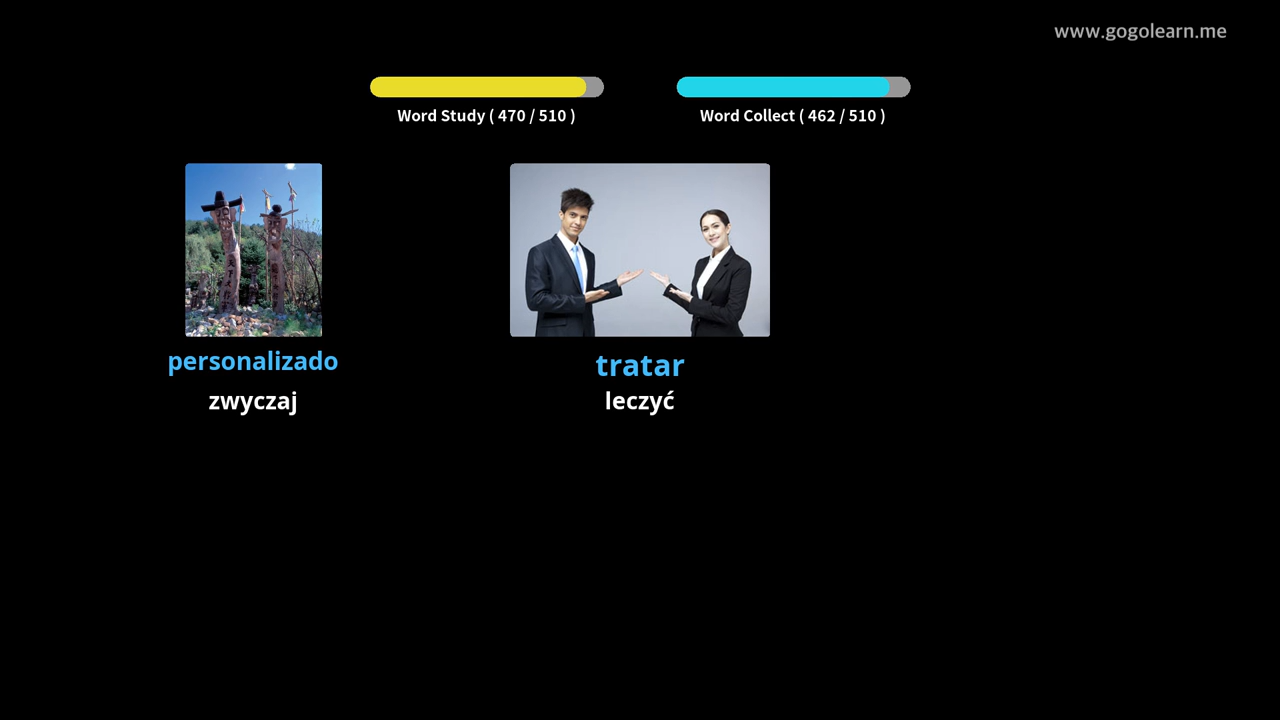 www.gogolearn.me
Word Study ( 470 / 510 )
Word Collect ( 462 / 510 )
personalizado
zwyczaj
tratar
leczyć